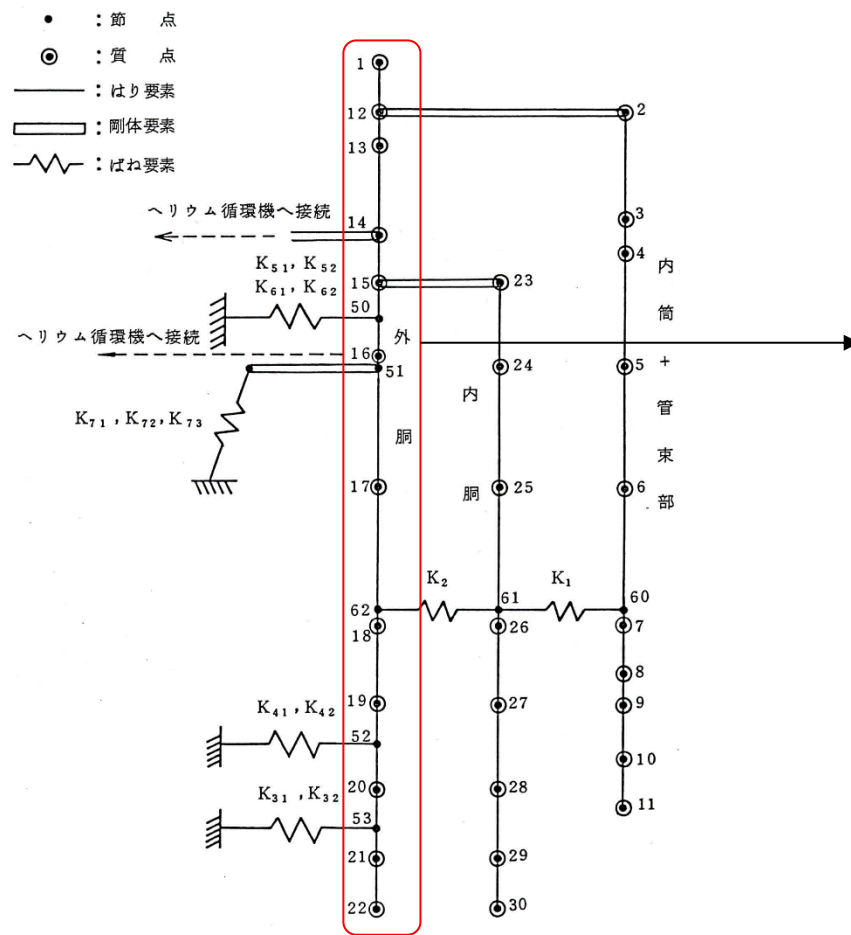 ● : 節 点
◎ : 質 点
: はり要素
: 剛体要素
: ばね要素
1
12
2
13
3
ヘリウム循環機へ接続
14
4
K₅₁, K₅₂
K₆₁, K₆₂
15
23
50
ヘリウム循環機へ接続
16
51
24
5
K₇₁, K₇₂, K₇₃
外胴
内胴
内筒+管束部
17
25
6
K₂
K₁
62
61
60
18
26
7
8
19
27
9
K₄₁, K₄₂
52
10
20
28
11
K₃₁, K₃₂
53
21
29
22
30